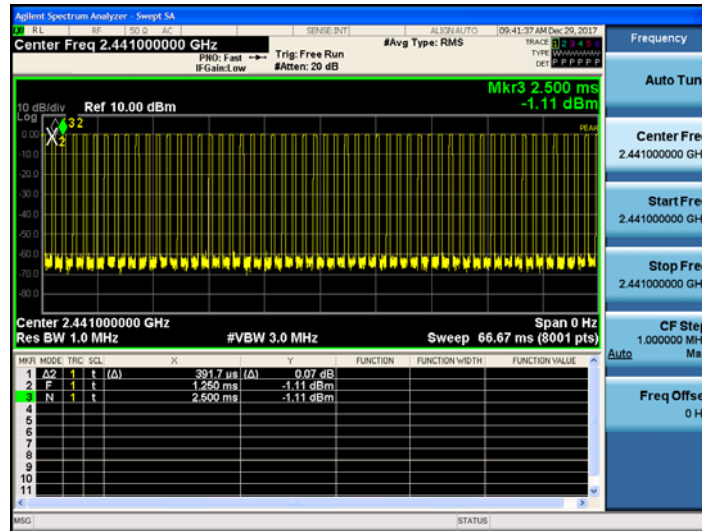 Agilent Spectrum Analyzer - Swept SA
RL RF 50 Ω AC SENSE:INT ALIGN AUTO 09:41:37 AM Dec 29, 2017
Center Freq 2.441000000 GHz
PNO: Fast
IFGain:Low
Trig: Free Run
#Atten: 20 dB
#Avg Type: RMS
TRACE 1 2 3 4 5 6
TYPE
DET P P P P P P
Mkr3 2.500 ms
-1.11 dBm
10 dB/div Ref 10.00 dBm
Log
3 2
2
PEAK
0.00
-10.0
-20.0
-30.0
-40.0
-50.0
-60.0
-70.0
-80.0
Center 2.441000000 GHz Span 0 Hz
Res BW 1.0 MHz #VBW 3.0 MHz Sweep 66.67 ms (8001 pts)
MKR MODE TRC SCL X Y FUNCTION FUNCTION WIDTH FUNCTION VALUE
1 Δ2 1 t (Δ) 391.7 µs (Δ) 0.07 dB
2 F 1 t 1.250 ms -1.11 dBm
3 N 1 t 2.500 ms -1.11 dBm
4
5
6
7
8
9
10
11
MSG STATUS
Frequency
Auto Tun
Center Fre
2.441000000 GH
Start Fre
2.441000000 GH
Stop Fre
2.441000000 GH
CF Step
1.000000 MH
Auto Ma
Freq Offse
0 H